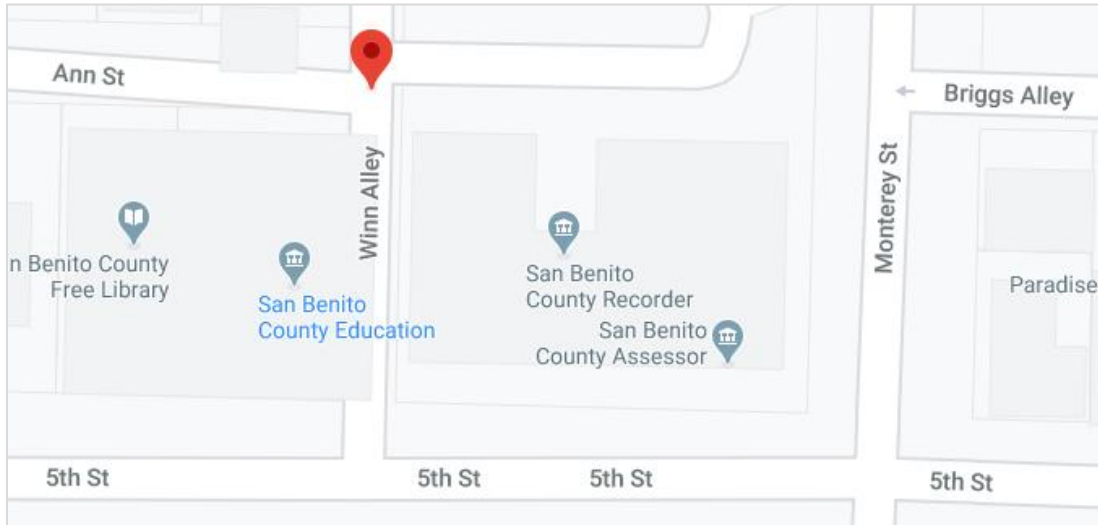 Ann St
Briggs Alley
Winn Alley
Monterey St
n Benito County
Free Library
San Benito
County Education
San Benito
County Recorder
San Benito
County Assessor
Paradise
5th St
5th St
5th St
5th St